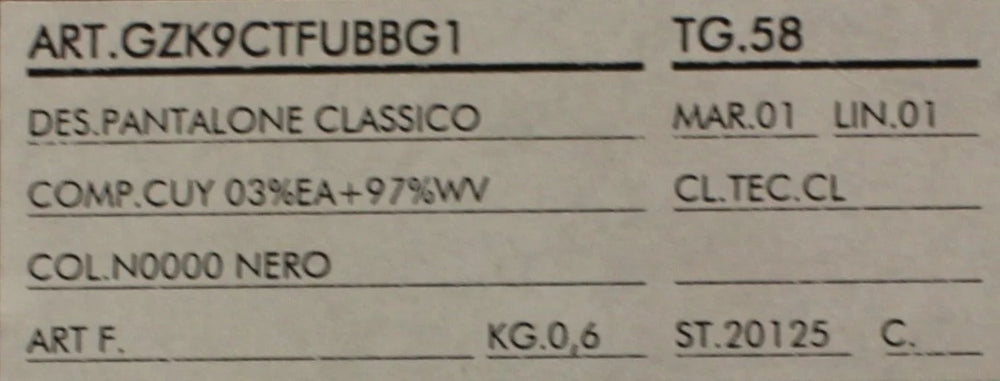 ART.GZK9CTFUBBG1 TG.58
DES.PANTALONE CLASSICO MAR.01 LIN.01
COMP.CUY 03%EA+97%WV CL.TEC.CL
COL.N0000 NERO
ART F. KG.0,6 ST.20125 C.